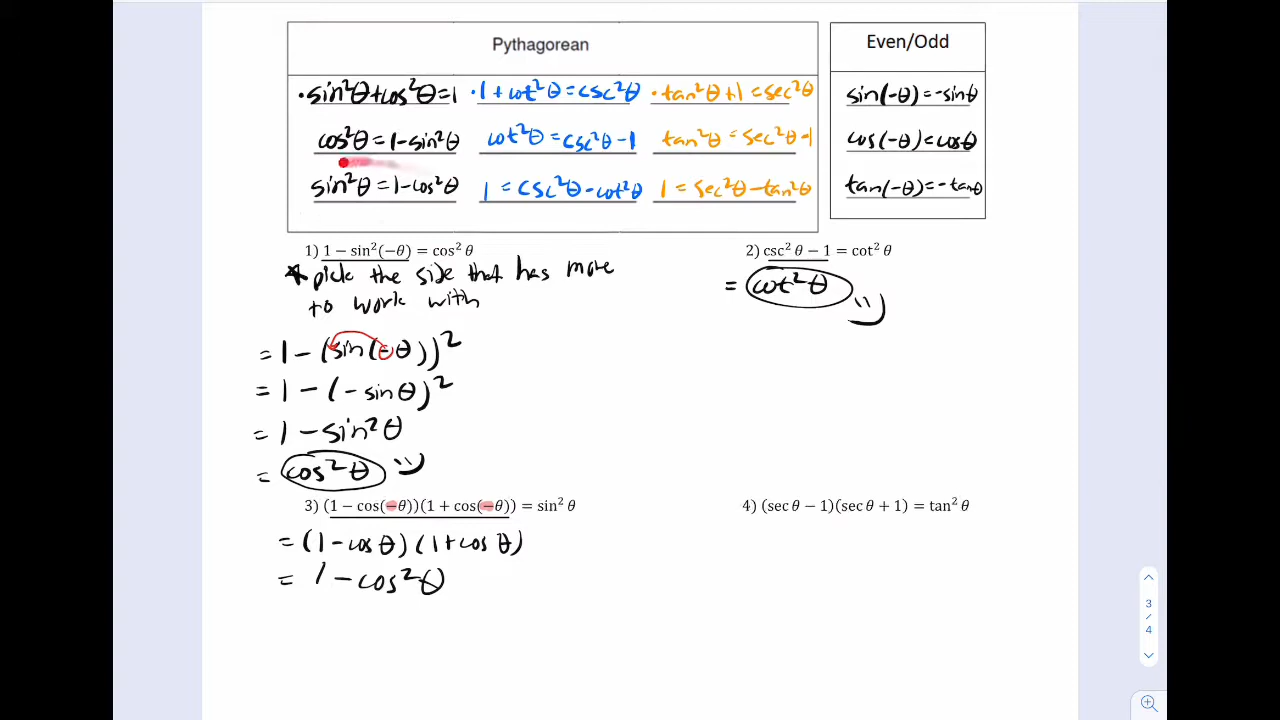 Pythagorean
Even/Odd
•sin²θ+cos²θ=1 •1+cot²θ=csc²θ •tan²θ+1=sec²θ
sin(-θ)=-sinθ
cos²θ=1-sin²θ cot²θ=csc²θ-1 tan²θ=sec²θ-1
cos(-θ)=cosθ
sin²θ=1-cos²θ 1=csc²θ-cot²θ 1=sec²θ-tan²θ
tan(-θ)=-tanθ
1) 1 − sin²(−θ) = cos² θ
* pick the side that has more
to work with
= 1 - (sin(-θ))²
= 1 - (-sinθ)²
= 1 - sin²θ
= cos²θ
2) csc² θ − 1 = cot² θ
= cot²θ
3) (1 − cos(−θ))(1 + cos(−θ)) = sin² θ
= (1-cosθ)(1+cosθ)
= 1-cos²θ
4) (sec θ − 1)(sec θ + 1) = tan² θ
3
/
4